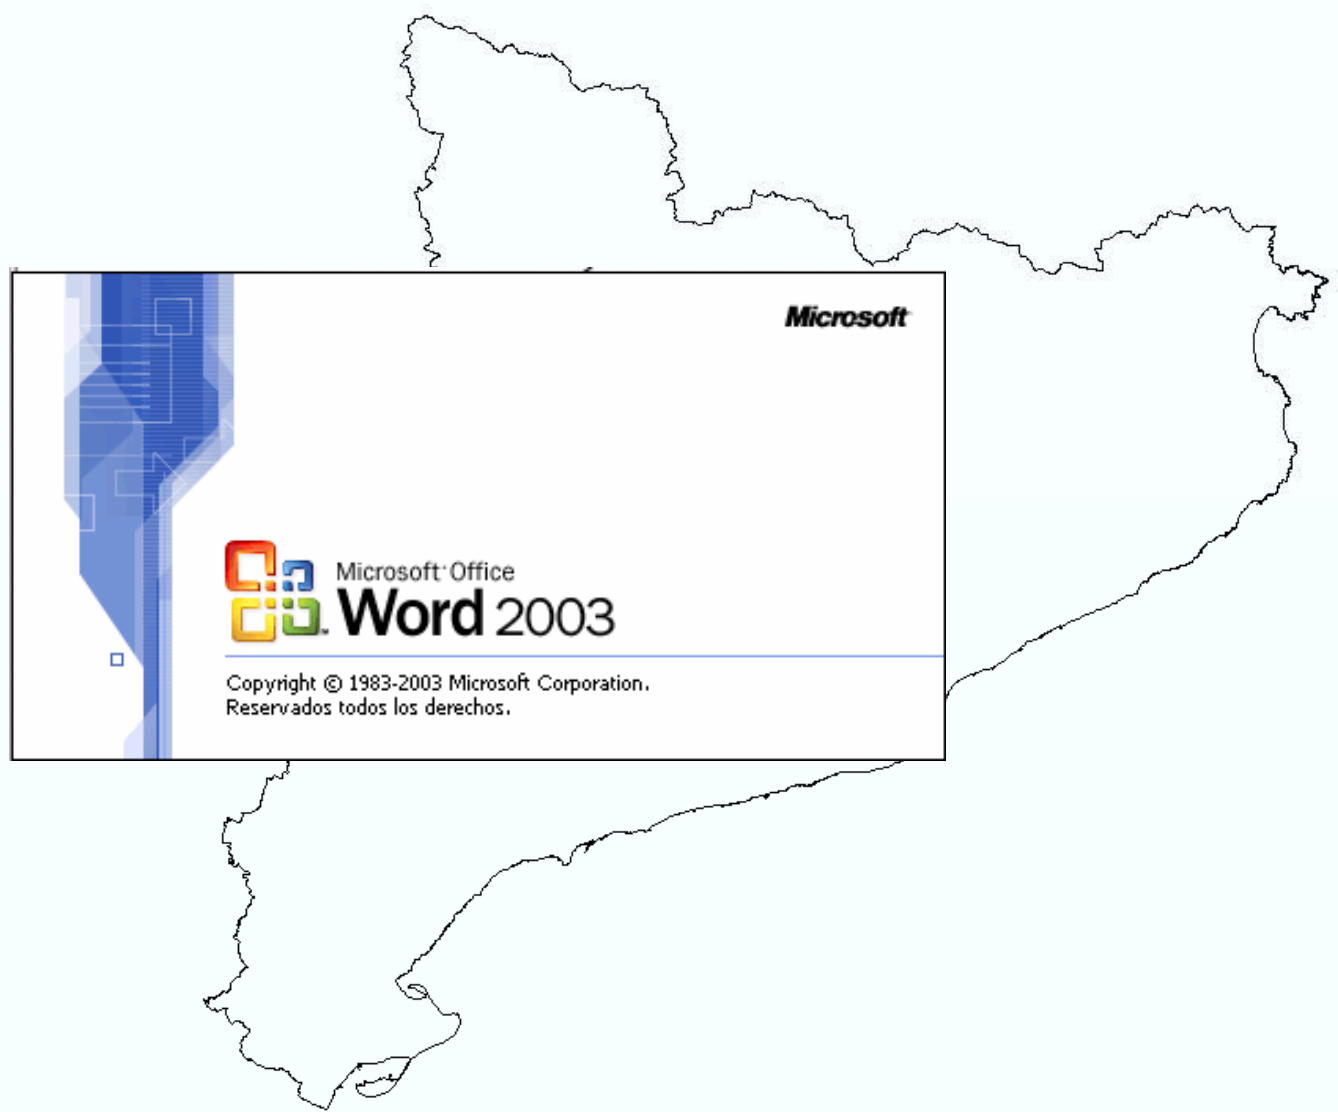 Microsoft
Microsoft Office
Word 2003
Copyright © 1983-2003 Microsoft Corporation.
Reservados todos los derechos.